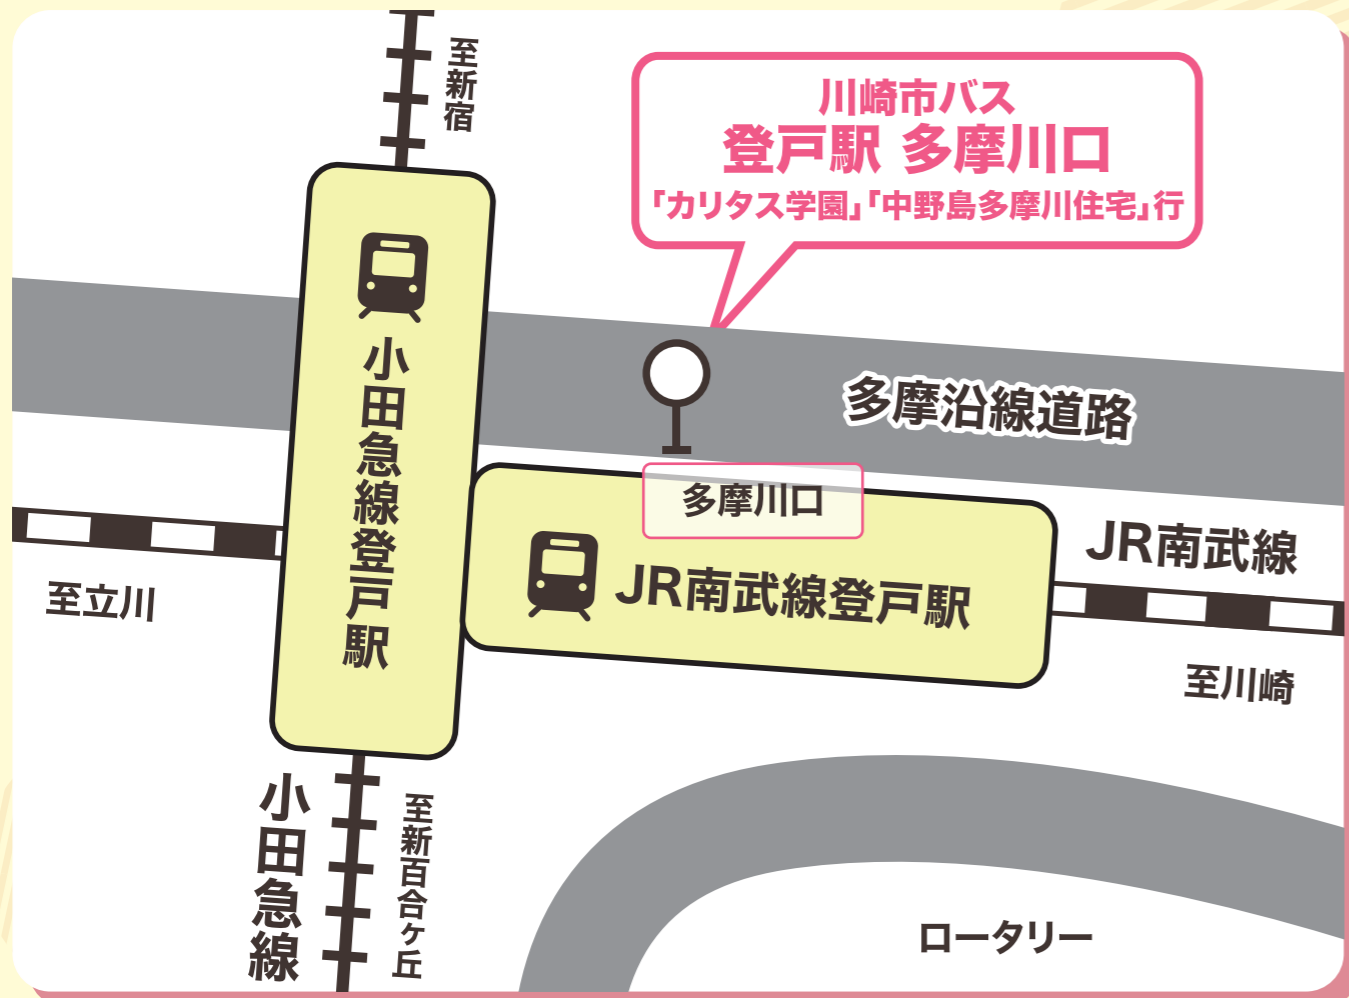 至新宿
川崎市バス
登戸駅 多摩川口
「カリタス学園」「中野島多摩川住宅」行
小田急線登戸駅
多摩沿線道路
多摩川口
JR南武線登戸駅
JR南武線
至立川
至川崎
小田急線
至新百合ヶ丘
ロータリー